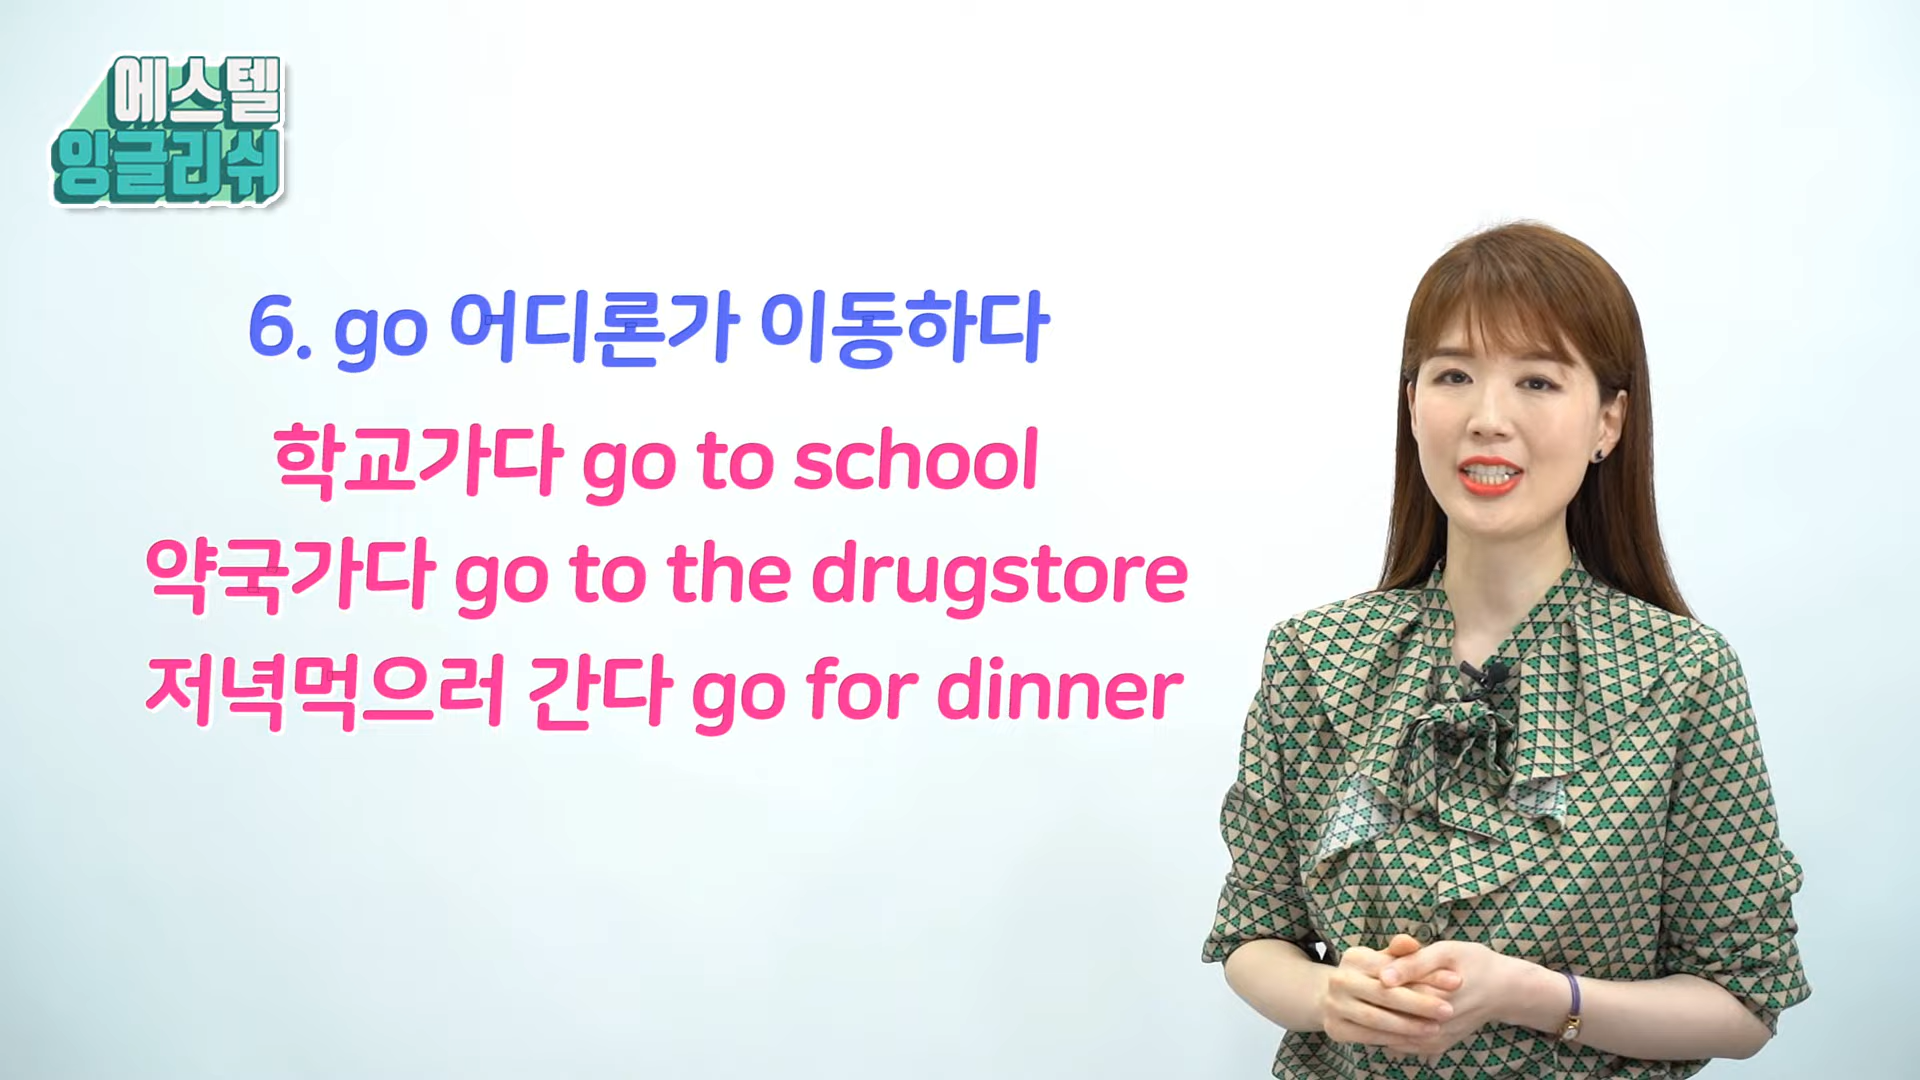 에스텔
잉글리쉬
6. go 어디론가 이동하다
학교가다 go to school
약국가다 go to the drugstore
저녁먹으러 간다 go for dinner